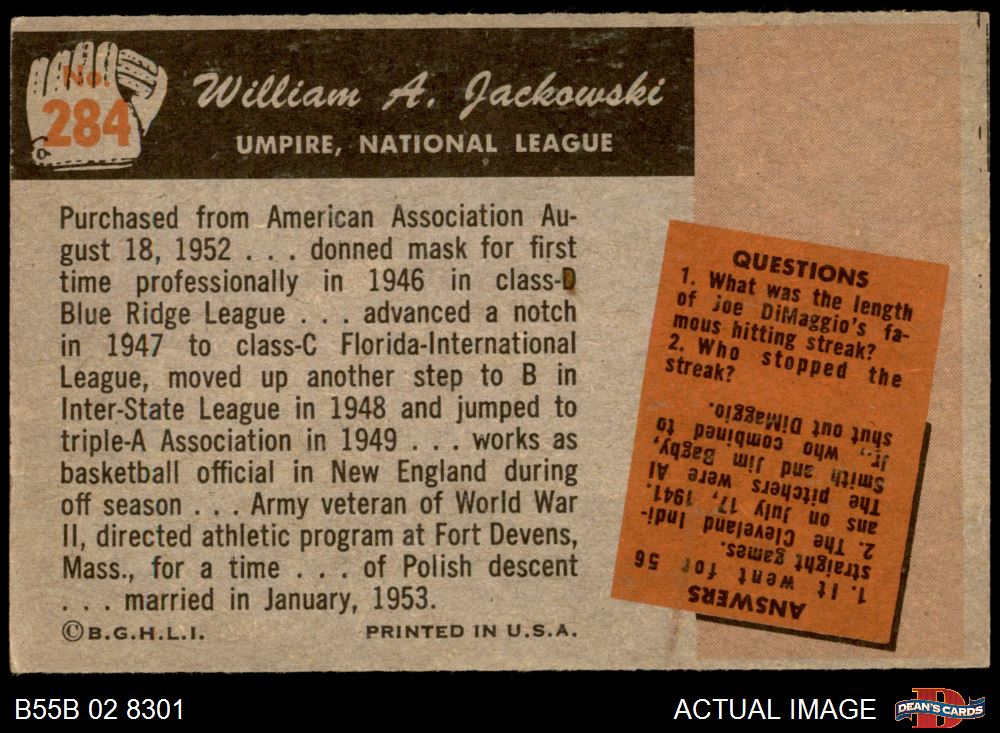 No.
284
William A. Jackowski
UMPIRE, NATIONAL LEAGUE
Purchased from American Association Au-
gust 18, 1952 . . . donned mask for first
time professionally in 1946 in class-D
Blue Ridge League . . . advanced a notch
in 1947 to class-C Florida-International
League, moved up another step to B in
Inter-State League in 1948 and jumped to
triple-A Association in 1949 . . . works as
basketball official in New England during
off season . . . Army veteran of World War
II, directed athletic program at Fort Devens,
Mass., for a time . . . of Polish descent
. . . married in January, 1953.
©B.G.H.L.I. PRINTED IN U.S.A.
QUESTIONS
1. What was the length
of Joe DiMaggio's fa-
mous hitting streak?
2. Who stopped the
streak?
ANSWERS
1. It went for 56
straight games.
2. The Cleveland Indi-
ans on July 17, 1941.
The pitchers were Al
Smith and Jim Bagby,
Jr., who combined to
shut out DiMaggio.
B55B 02 8301
ACTUAL IMAGE
DEAN'S CARDS